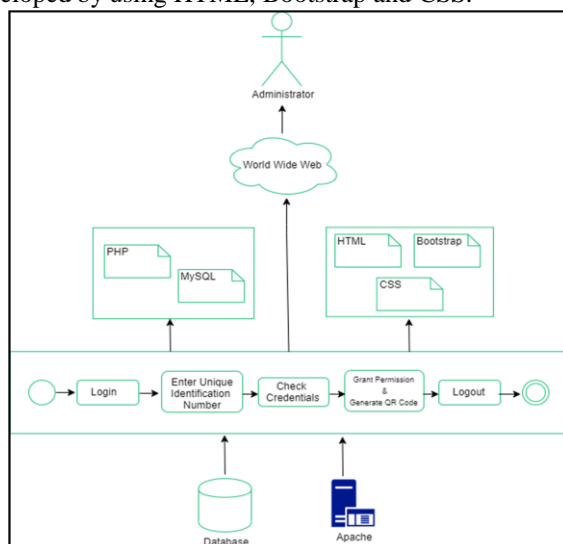 eloped by using HTML, Bootstrap and CSS.
Administrator
World Wide Web
PHP
MySQL
HTML
Bootstrap
CSS
Login
Enter Unique
Identification
Number
Check
Credentials
Grant Permission
&
Generate QR Code
Logout
Database
Apache